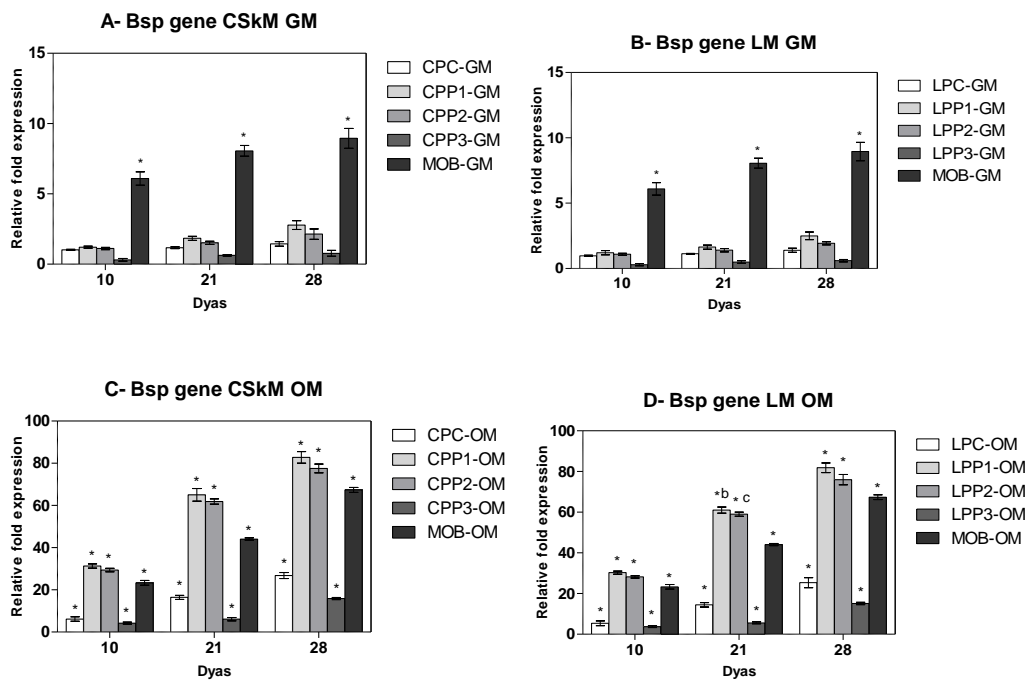 A- Bsp gene CSkM GM
Relative fold expression
15
10
5
0
*
*
*
10
21
28
Dyas
CPC-GM
CPP1-GM
CPP2-GM
CPP3-GM
MOB-GM
B- Bsp gene LM GM
Relative fold expression
15
10
5
0
*
*
*
10
21
28
Dyas
LPC-GM
LPP1-GM
LPP2-GM
LPP3-GM
MOB-GM
C- Bsp gene CSkM OM
Relative fold expression
100
80
60
40
20
0
* * * * *
* * * * *
* * * * *
10
21
28
Dyas
CPC-OM
CPP1-OM
CPP2-OM
CPP3-OM
MOB-OM
D- Bsp gene LM OM
Relative fold expression
100
80
60
40
20
0
* * * * *
* *b * c * *
* * * * *
10
21
28
Dyas
LPC-OM
LPP1-OM
LPP2-OM
LPP3-OM
MOB-OM